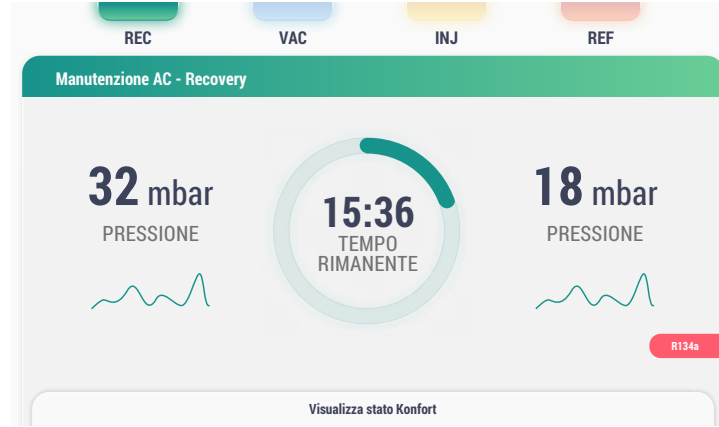 REC VAC INJ REF
Manutenzione AC - Recovery
32 mbar
PRESSIONE
15:36
TEMPO
RIMANENTE
18 mbar
PRESSIONE
R134a
Visualizza stato Konfort